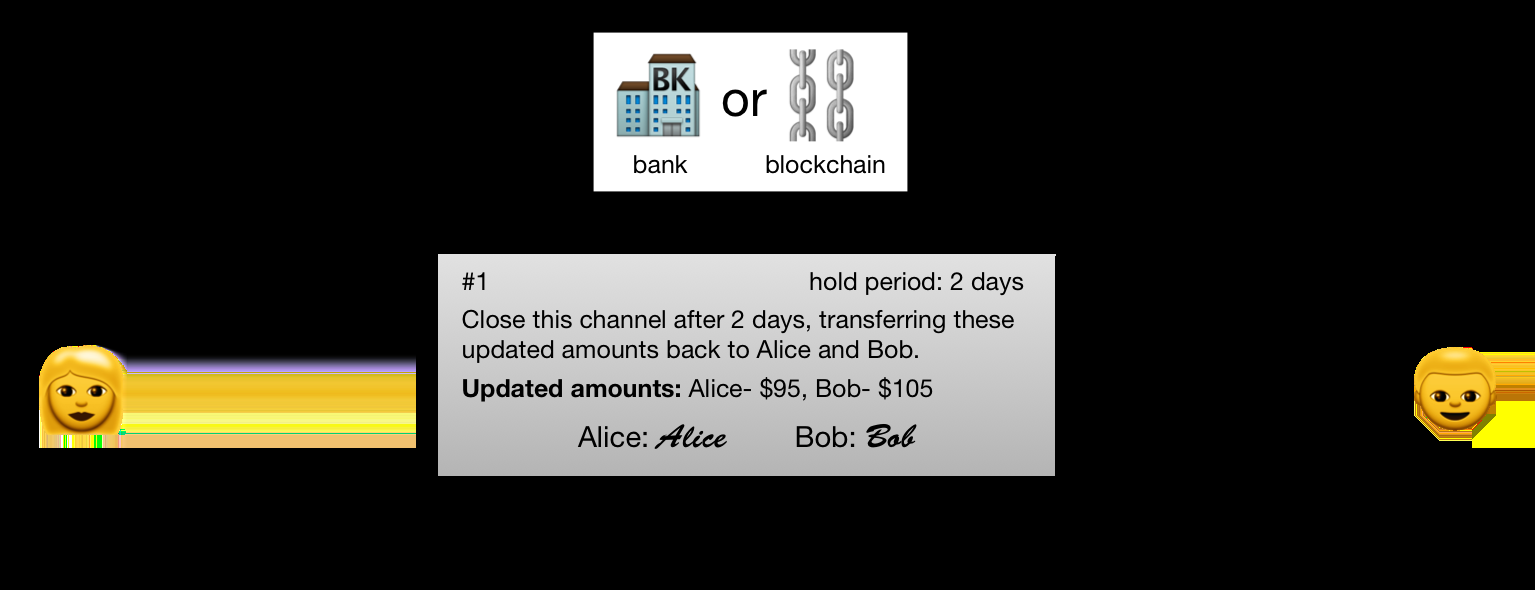 BK
or
bank
blockchain
#1
hold period: 2 days
Close this channel after 2 days, transferring these
updated amounts back to Alice and Bob.
Updated amounts: Alice- $95, Bob- $105
Alice: Alice
Bob: Bob